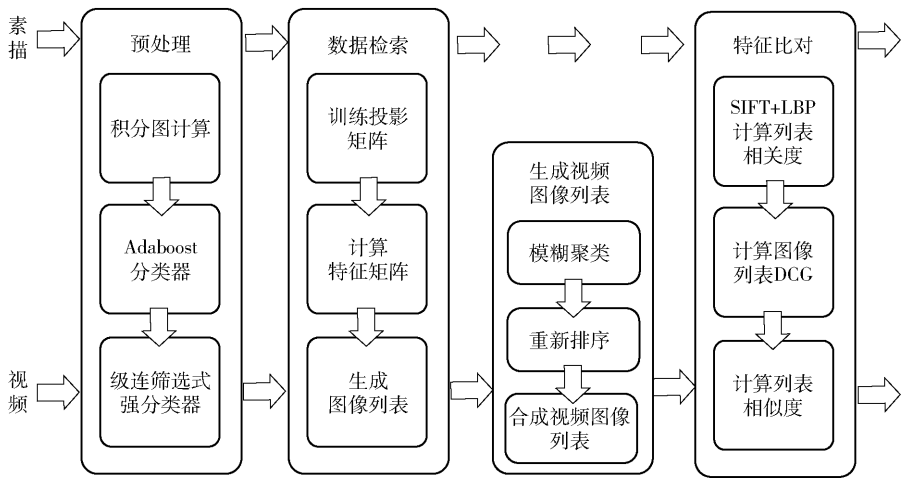 素
描
预处理
积分图计算
Adaboost
分类器
级连筛选式
强分类器
视
频
数据检索
训练投影
矩阵
计算
特征矩阵
生成
图像列表
生成视频
图像列表
模糊聚类
重新排序
合成视频图像
列表
特征比对
SIFT+LBP
计算列表
相关度
计算图像
列表DCG
计算列表
相似度